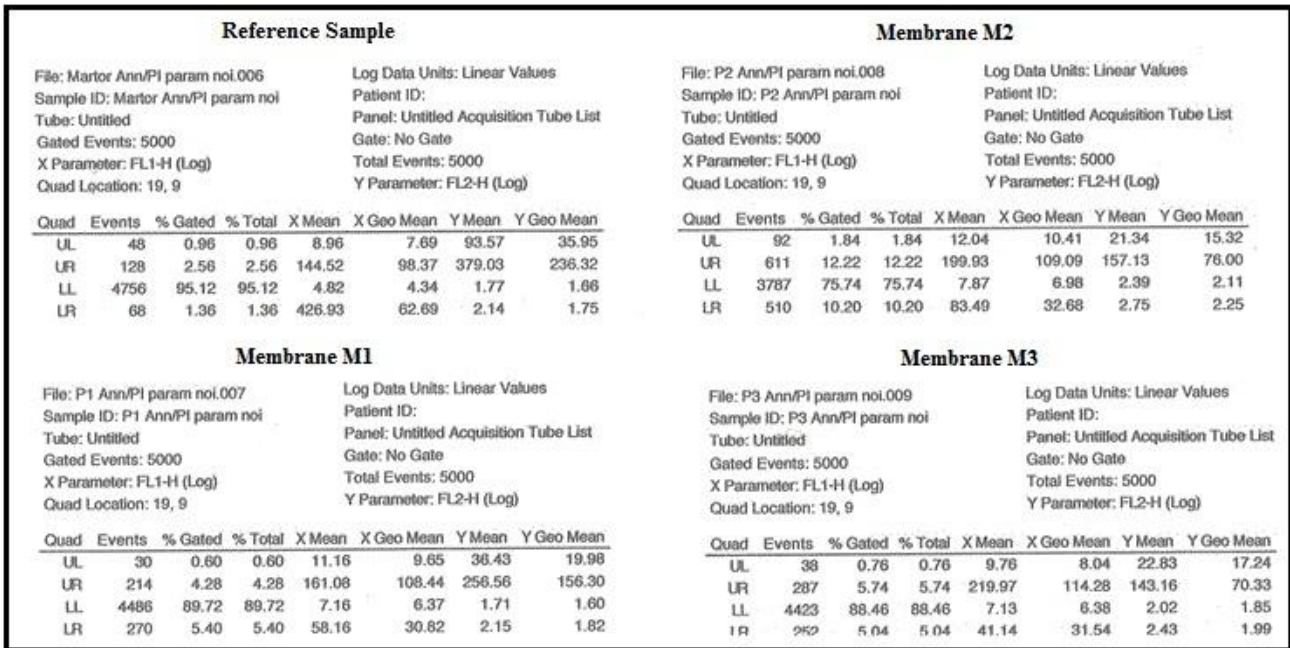 Reference Sample
File: Martor Ann/PI param noi.006 Log Data Units: Linear Values
Sample ID: Martor Ann/PI param noi Patient ID:
Tube: Untitled Panel: Untitled Acquisition Tube List
Gated Events: 5000 Gate: No Gate
X Parameter: FL1-H (Log) Total Events: 5000
Quad Location: 19, 9 Y Parameter: FL2-H (Log)
Quad Events % Gated % Total X Mean X Geo Mean Y Mean Y Geo Mean
UL 48 0.96 0.96 8.96 7.69 93.57 35.95
UR 128 2.56 2.56 144.52 98.37 379.03 236.32
LL 4756 95.12 95.12 4.82 4.34 1.77 1.66
LR 68 1.36 1.36 426.93 62.69 2.14 1.75
Membrane M2
File: P2 Ann/PI param noi.008 Log Data Units: Linear Values
Sample ID: P2 Ann/PI param noi Patient ID:
Tube: Untitled Panel: Untitled Acquisition Tube List
Gated Events: 5000 Gate: No Gate
X Parameter: FL1-H (Log) Total Events: 5000
Quad Location: 19, 9 Y Parameter: FL2-H (Log)
Quad Events % Gated % Total X Mean X Geo Mean Y Mean Y Geo Mean
UL 92 1.84 1.84 12.04 10.41 21.34 15.32
UR 611 12.22 12.22 199.93 109.09 157.13 76.00
LL 3787 75.74 75.74 7.87 6.98 2.39 2.11
LR 510 10.20 10.20 83.49 32.68 2.75 2.25
Membrane M1
File: P1 Ann/PI param noi.007 Log Data Units: Linear Values
Sample ID: P1 Ann/PI param noi Patient ID:
Tube: Untitled Panel: Untitled Acquisition Tube List
Gated Events: 5000 Gate: No Gate
X Parameter: FL1-H (Log) Total Events: 5000
Quad Location: 19, 9 Y Parameter: FL2-H (Log)
Quad Events % Gated % Total X Mean X Geo Mean Y Mean Y Geo Mean
UL 30 0.60 0.60 11.16 9.65 36.43 19.98
UR 214 4.28 4.28 161.08 108.44 256.56 156.30
LL 4486 89.72 89.72 7.16 6.37 1.71 1.60
LR 270 5.40 5.40 58.16 30.82 2.15 1.82
Membrane M3
File: P3 Ann/PI param noi.009 Log Data Units: Linear Values
Sample ID: P3 Ann/PI param noi Patient ID:
Tube: Untitled Panel: Untitled Acquisition Tube List
Gated Events: 5000 Gate: No Gate
X Parameter: FL1-H (Log) Total Events: 5000
Quad Location: 19, 9 Y Parameter: FL2-H (Log)
Quad Events % Gated % Total X Mean X Geo Mean Y Mean Y Geo Mean
UL 38 0.76 0.76 9.76 8.04 22.83 17.24
UR 287 5.74 5.74 219.97 114.28 143.16 70.33
LL 4423 88.46 88.46 7.13 6.38 2.02 1.85
LR 252 5.04 5.04 41.14 31.54 2.43 1.99